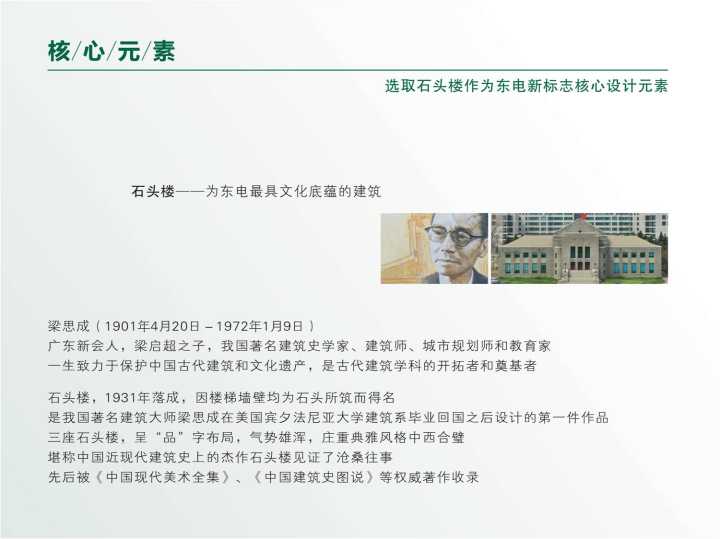 核/心/元/素
选取石头楼作为东电新标志核心设计元素
石头楼——为东电最具文化底蕴的建筑
梁思成（1901年4月20日－1972年1月9日）
广东新会人，梁启超之子，我国著名建筑史学家、建筑师、城市规划师和教育家
一生致力于保护中国古代建筑和文化遗产，是古代建筑学科的开拓者和奠基者
石头楼，1931年落成，因楼梯墙壁均为石头所筑而得名
是我国著名建筑大师梁思成在美国宾夕法尼亚大学建筑系毕业回国之后设计的第一件作品
三座石头楼，呈“品”字布局，气势雄浑，庄重典雅风格中西合璧
堪称中国近现代建筑史上的杰作石头楼见证了沧桑往事
先后被《中国现代美术全集》、《中国建筑史图说》等权威著作收录